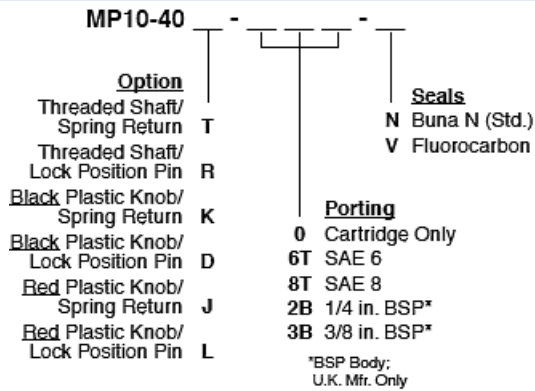 MP10-40 __ - __ __ __ - __
Option
Threaded Shaft/
Spring Return T
Threaded Shaft/
Lock Position Pin R
Black Plastic Knob/
Spring Return K
Black Plastic Knob/
Lock Position Pin D
Red Plastic Knob/
Spring Return J
Red Plastic Knob/
Lock Position Pin L
Porting
0 Cartridge Only
6T SAE 6
8T SAE 8
2B 1/4 in. BSP*
3B 3/8 in. BSP*
*BSP Body;
U.K. Mfr. Only
Seals
N Buna N (Std.)
V Fluorocarbon